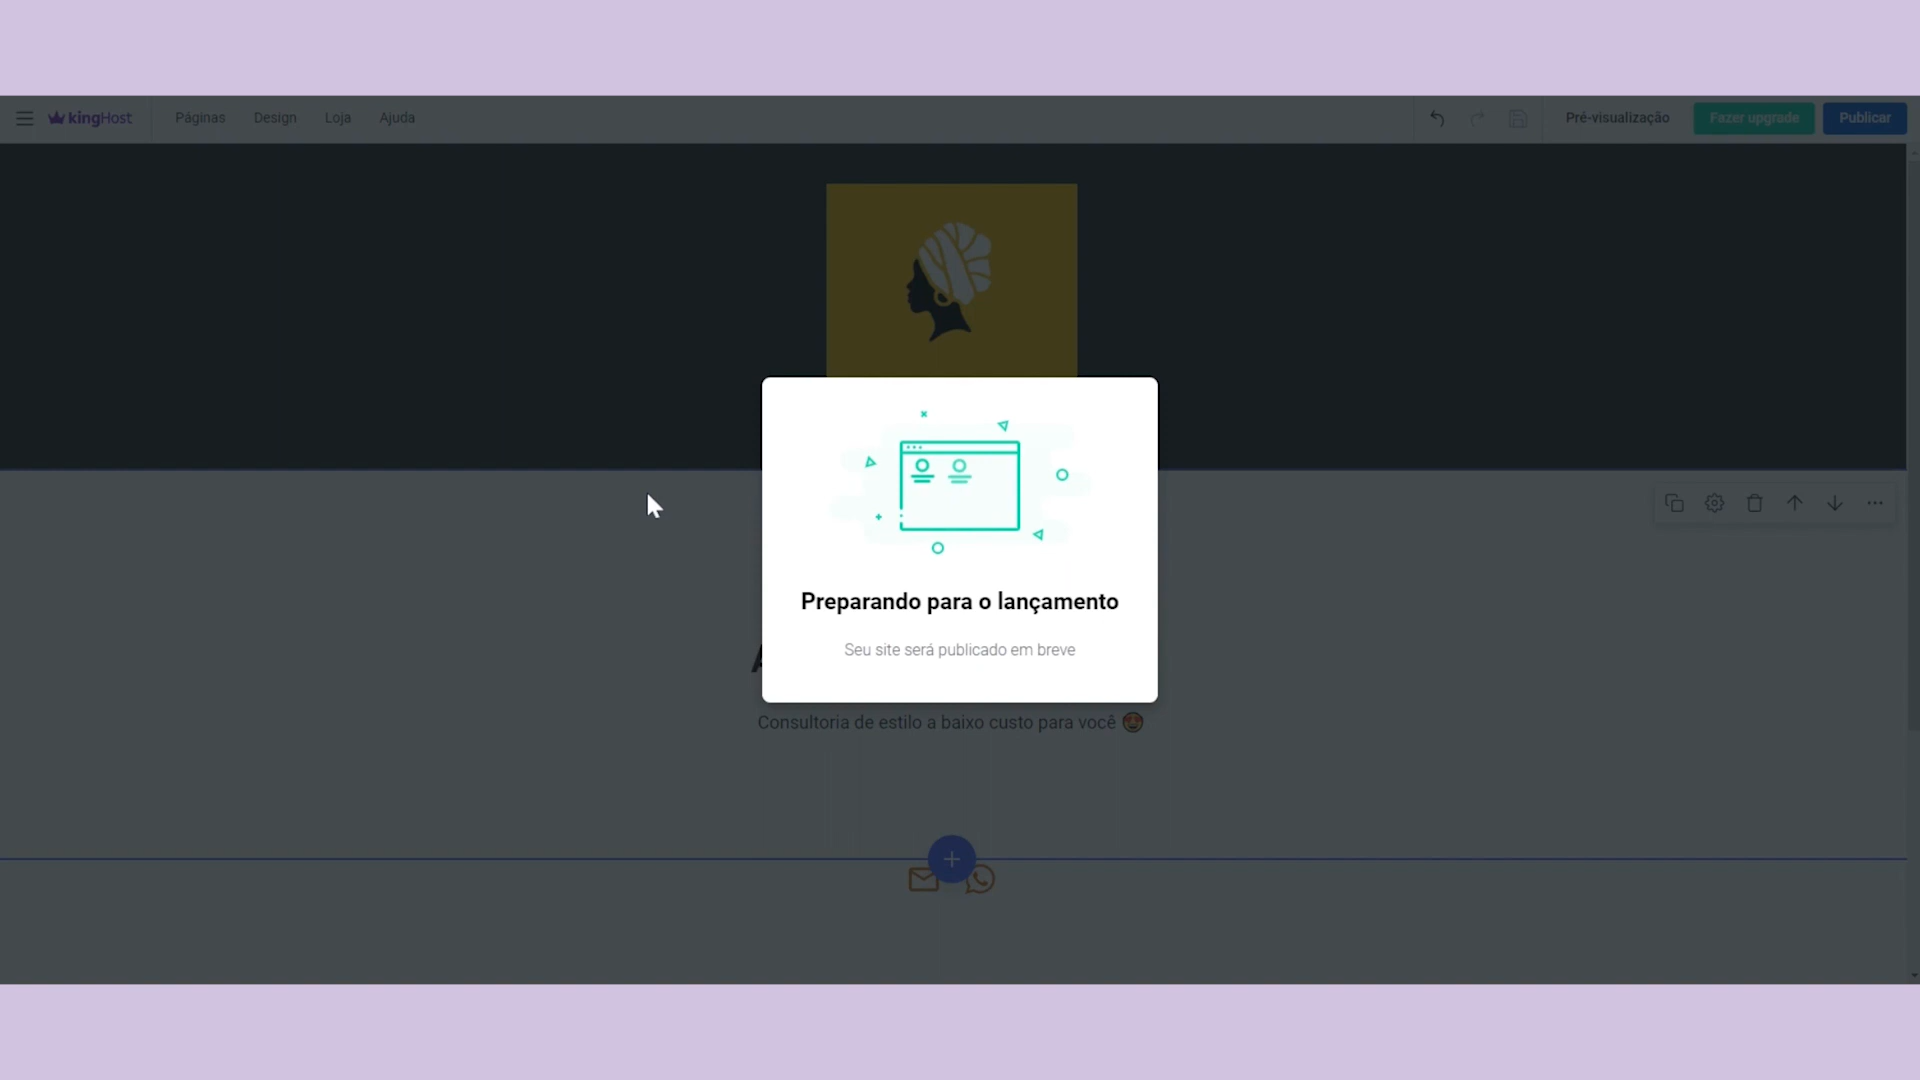 kingHost
Páginas
Design
Loja
Ajuda
Pré-visualização
Fazer upgrade
Publicar
Preparando para o lançamento
Seu site será publicado em breve
Consultoria de estilo a baixo custo para você 😍